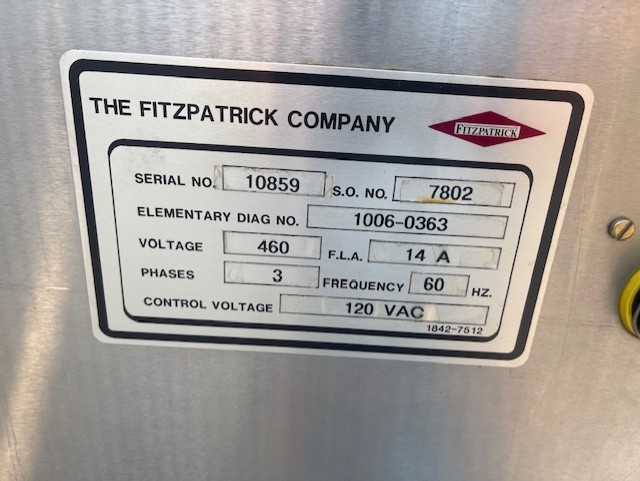 THE FITZPATRICK COMPANY
FITZPATRICK
SERIAL NO. 10859 S.O. NO. 7802
ELEMENTARY DIAG NO. 1006-0363
VOLTAGE 460 F.L.A. 14 A
PHASES 3 FREQUENCY 60 HZ.
CONTROL VOLTAGE 120 VAC
1842-7512